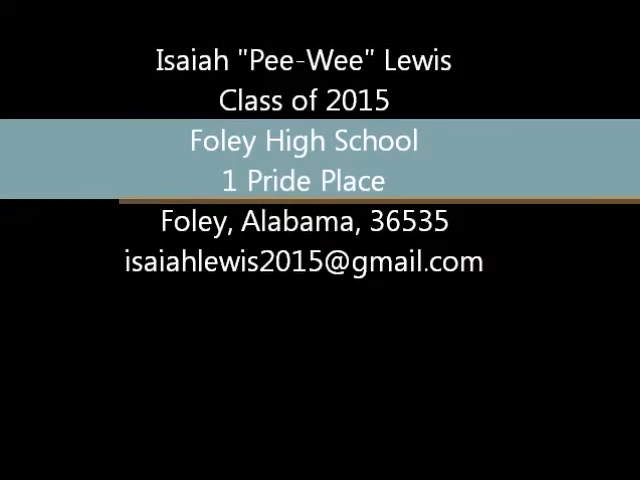 Isaiah "Pee-Wee" Lewis
Class of 2015
Foley High School
1 Pride Place
Foley, Alabama, 36535
isaiahlewis2015@gmail.com